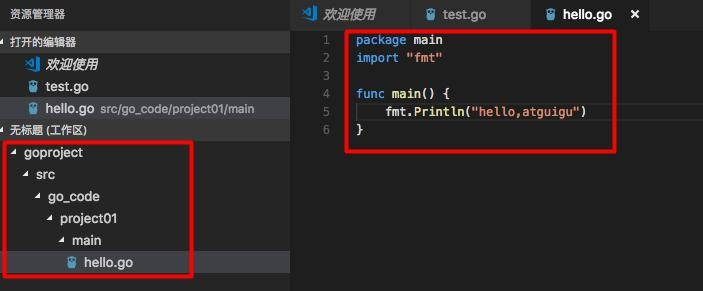 资源管理器
打开的编辑器
欢迎使用
test.go
hello.go src/go_code/project01/main
无标题 (工作区)
goproject
src
go_code
project01
main
hello.go
欢迎使用 test.go hello.go ×
1 package main
2 import "fmt"
3
4 func main() {
5 fmt.Println("hello,atguigu")
6 }